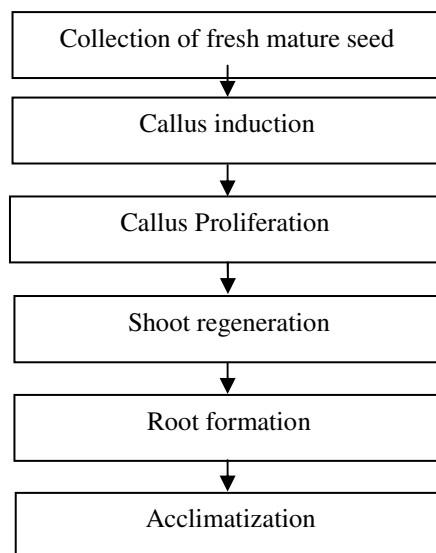 Collection of fresh mature seed
Callus induction
Callus Proliferation
Shoot regeneration
Root formation
Acclimatization